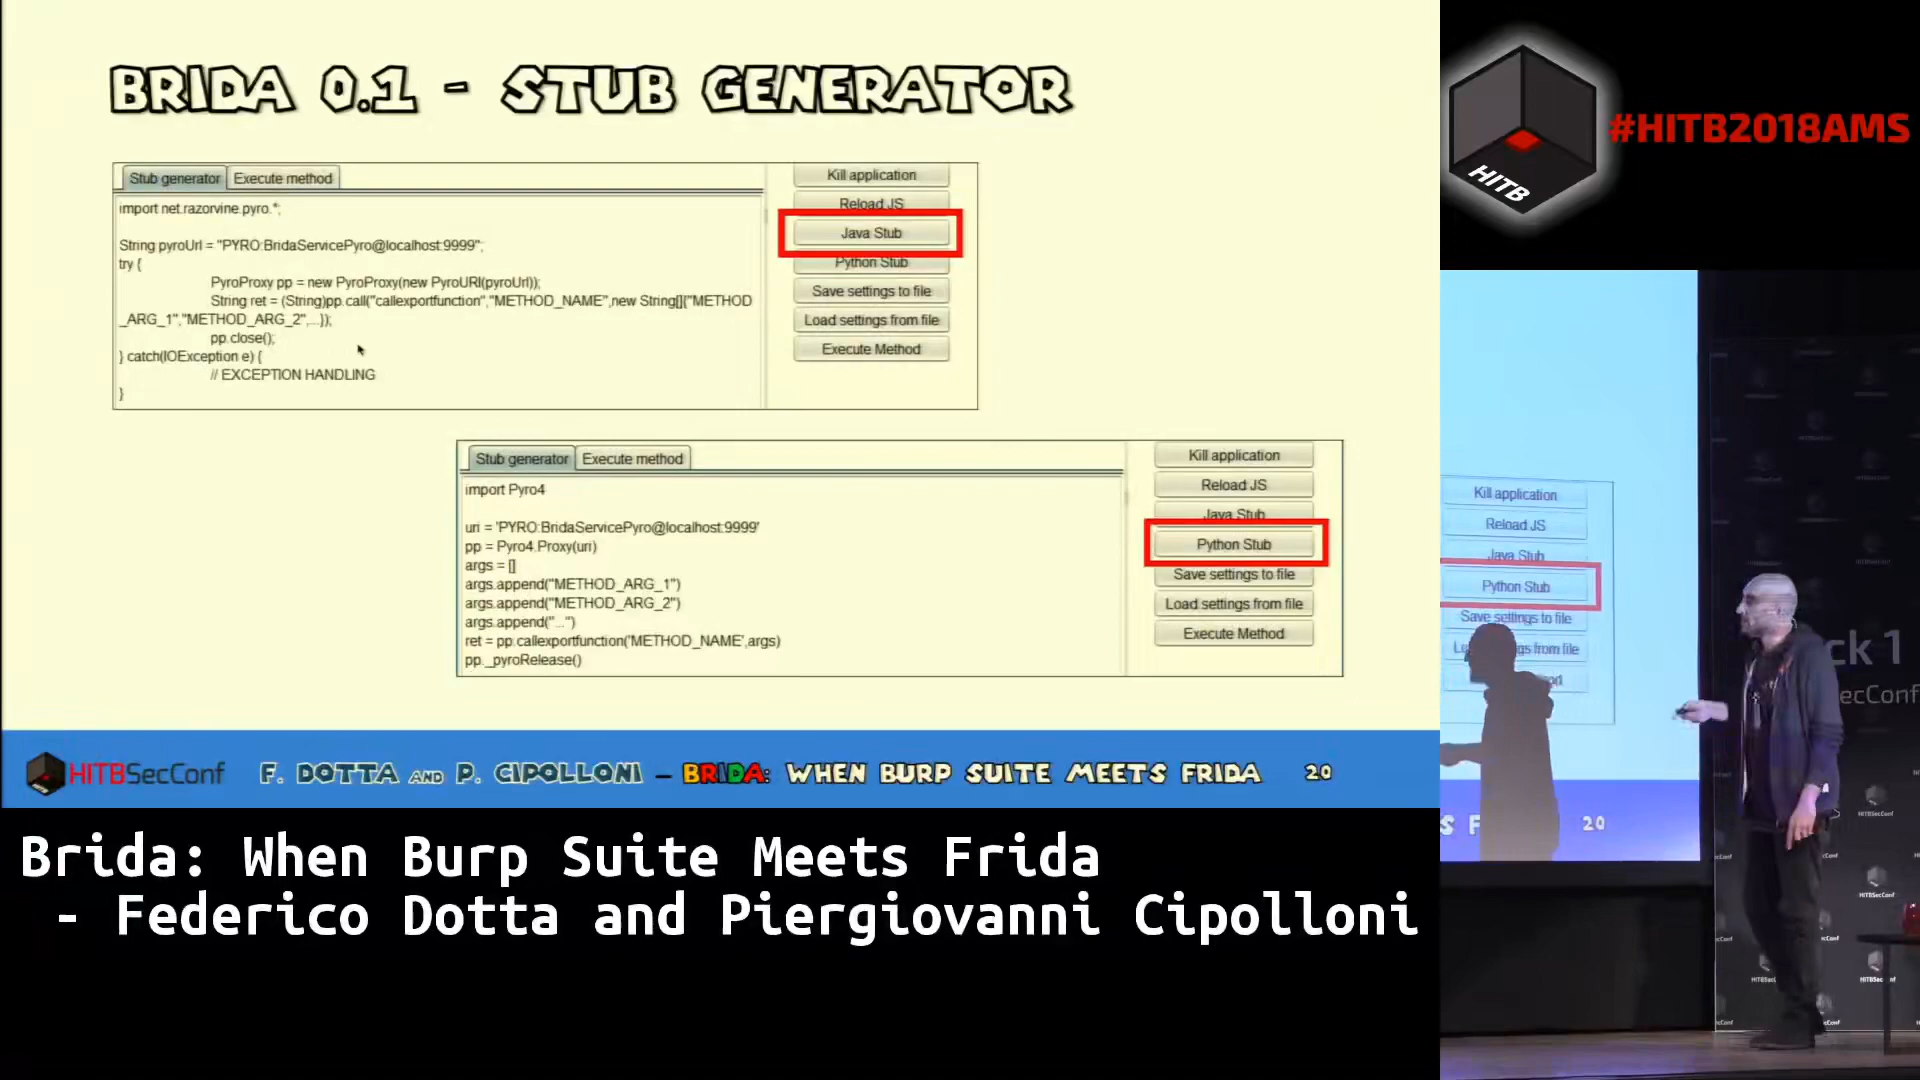 BRIDA 0.1 - STUB GENERATOR
Stub generator Execute method
import net.razorvine.pyro.*;
String pyroUrl = "PYRO:BridaServicePyro@localhost:9999";
try {
PyroProxy pp = new PyroProxy(new PyroURI(pyroUrl));
String ret = (String)pp.call("callexportfunction","METHOD_NAME",new String[]{"METHOD
_ARG_1","METHOD_ARG_2",...});
pp.close();
} catch(IOException e) {
// EXCEPTION HANDLING
}
Kill application
Reload JS
Java Stub
Python Stub
Save settings to file
Load settings from file
Execute Method
Stub generator Execute method
import Pyro4
uri = 'PYRO:BridaServicePyro@localhost:9999'
pp = Pyro4.Proxy(uri)
args = []
args.append("METHOD_ARG_1")
args.append("METHOD_ARG_2")
args.append("...")
ret = pp.callexportfunction('METHOD_NAME',args)
pp._pyroRelease()
Kill application
Reload JS
Java Stub
Python Stub
Save settings to file
Load settings from file
Execute Method
HITBSecConf F. DOTTA AND P. CIPOLLONI – BRIDA: WHEN BURP SUITE MEETS FRIDA 20
Brida: When Burp Suite Meets Frida
- Federico Dotta and Piergiovanni Cipolloni
HITB
#HITB2018AMS
Kill application
Reload JS
Java Stub
Python Stub
Save settings to file
gs from file
S F
20
ck 1
ecConf